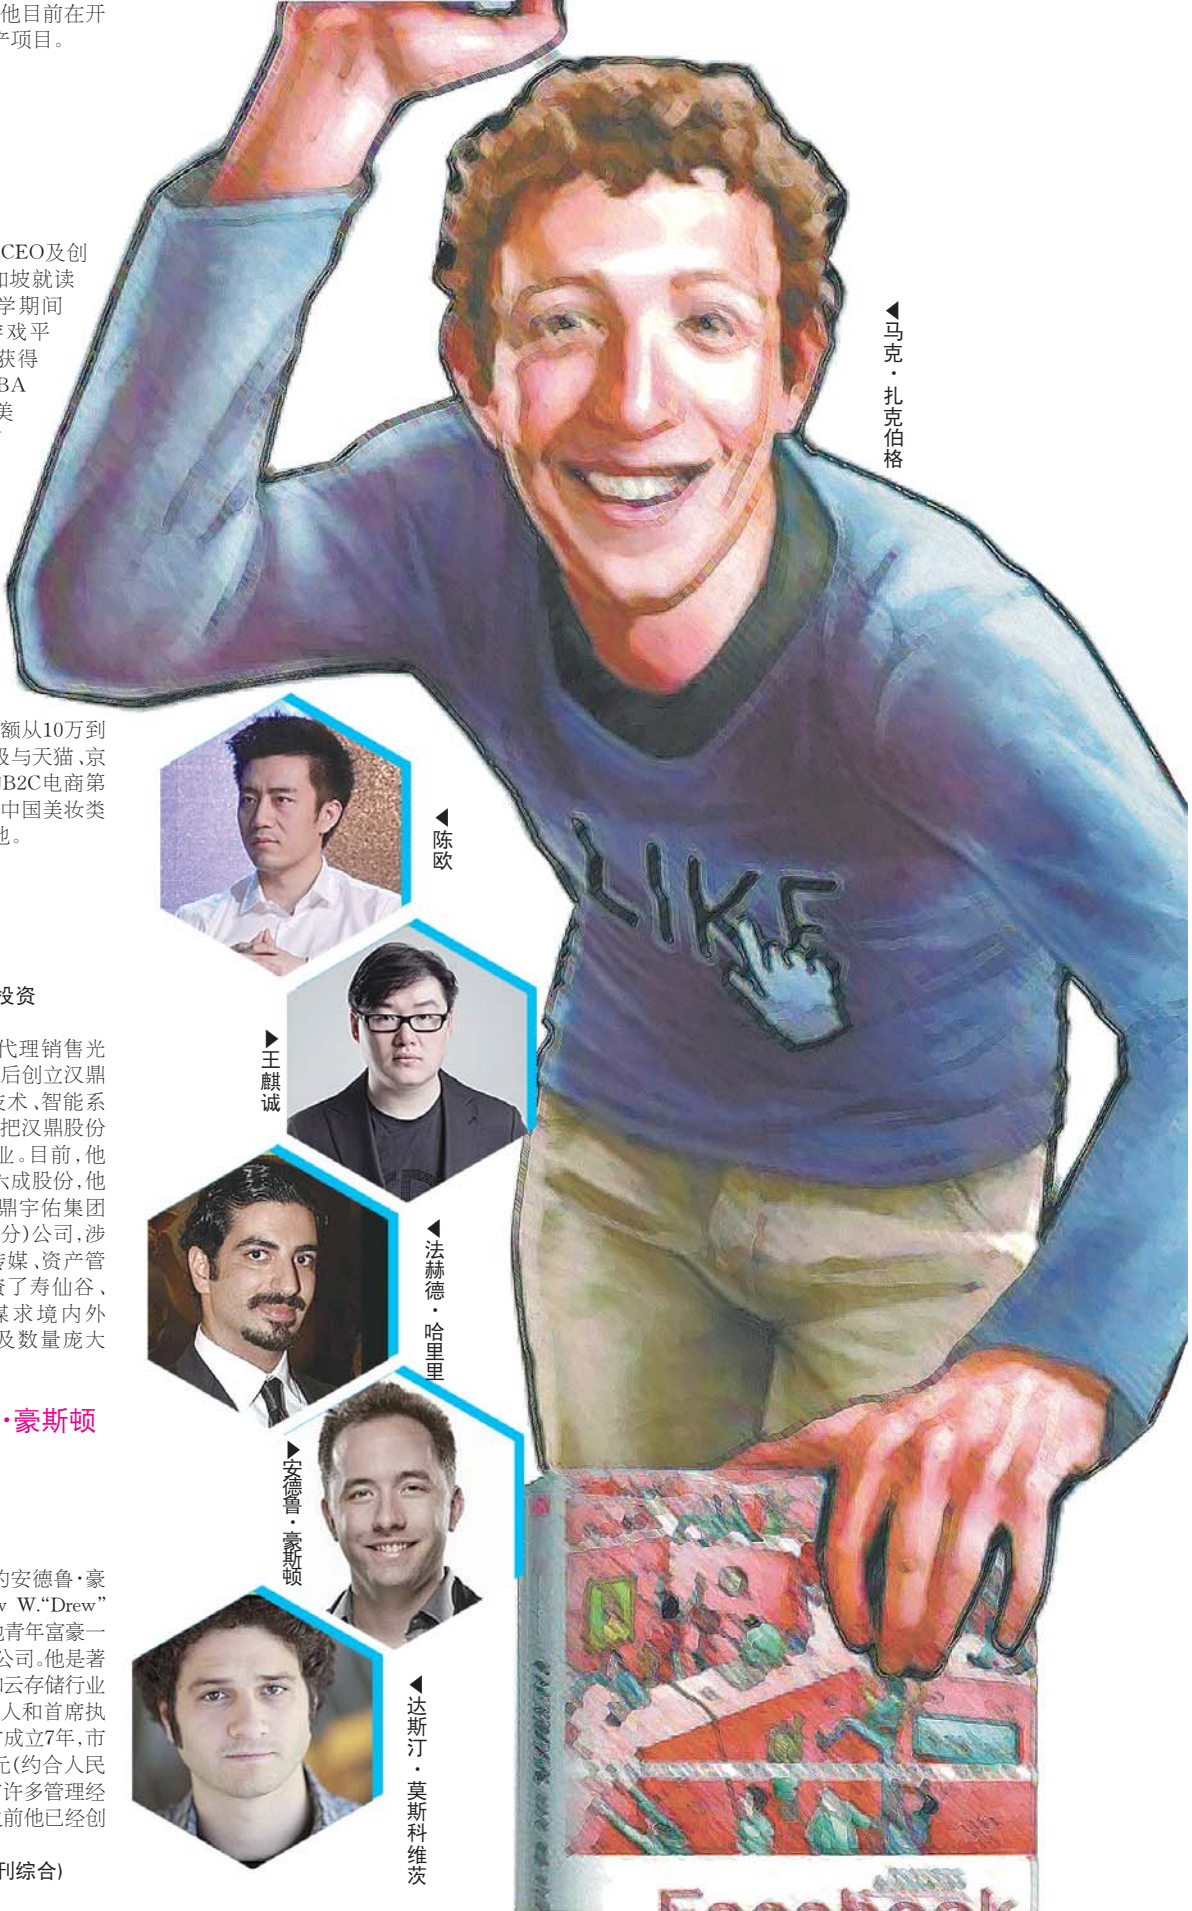 他目前在开
产项目。
CEO及创
加坡就读
学期间
游戏平
获得
BA
美
额从10万到
及与天猫、京
B2C电商第
中国美妆类
地。
投资
代理销售光
后创立汉鼎
技术、智能系
把汉鼎股份
业。目前,他
六成股份,他
鼎宇佑集团
分)公司,涉
传媒、资产管
资了寿仙谷、
谋求境内外
及数量庞大
·豪斯顿
的安德鲁·豪
w W.“Drew”
他青年富豪一
公司。他是著
和云存储行业
人和首席执
才成立7年,市
元(约合人民
有许多管理经
之前他已经创
刊综合)
◀马克·扎克伯格
LIKE
◀陈欧
▶王麒诚
◀法赫德·哈里里
▶安德鲁·豪斯顿
◀达斯汀·莫斯科维茨
Facebook